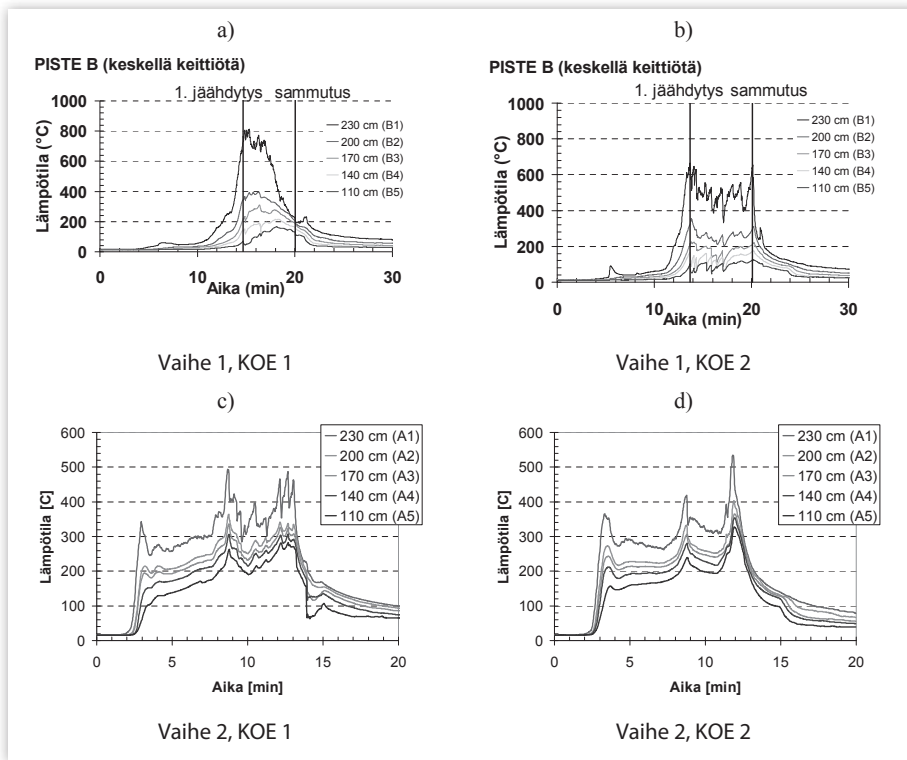 a)
PISTE B (keskellä keittiötä)
1. jäähdytys sammutus
1000
800
600
400
200
0
Lämpötila (°C)
230 cm (B1)
200 cm (B2)
170 cm (B3)
140 cm (B4)
110 cm (B5)
0 10 20 30
Aika (min)
Vaihe 1, KOE 1
b)
PISTE B (keskellä keittiötä)
1. jäähdytys sammutus
1000
800
600
400
200
0
Lämpötila (°C)
230 cm (B1)
200 cm (B2)
170 cm (B3)
140 cm (B4)
110 cm (B5)
0 10 20 30
Aika (min)
Vaihe 1, KOE 2
c)
600
500
400
300
200
100
0
Lämpötila [C]
230 cm (A1)
200 cm (A2)
170 cm (A3)
140 cm (A4)
110 cm (A5)
0 5 10 15 20
Aika [min]
Vaihe 2, KOE 1
d)
600
500
400
300
200
100
0
Lämpötila [C]
230 cm (A1)
200 cm (A2)
170 cm (A3)
140 cm (A4)
110 cm (A5)
0 5 10 15 20
Aika [min]
Vaihe 2, KOE 2